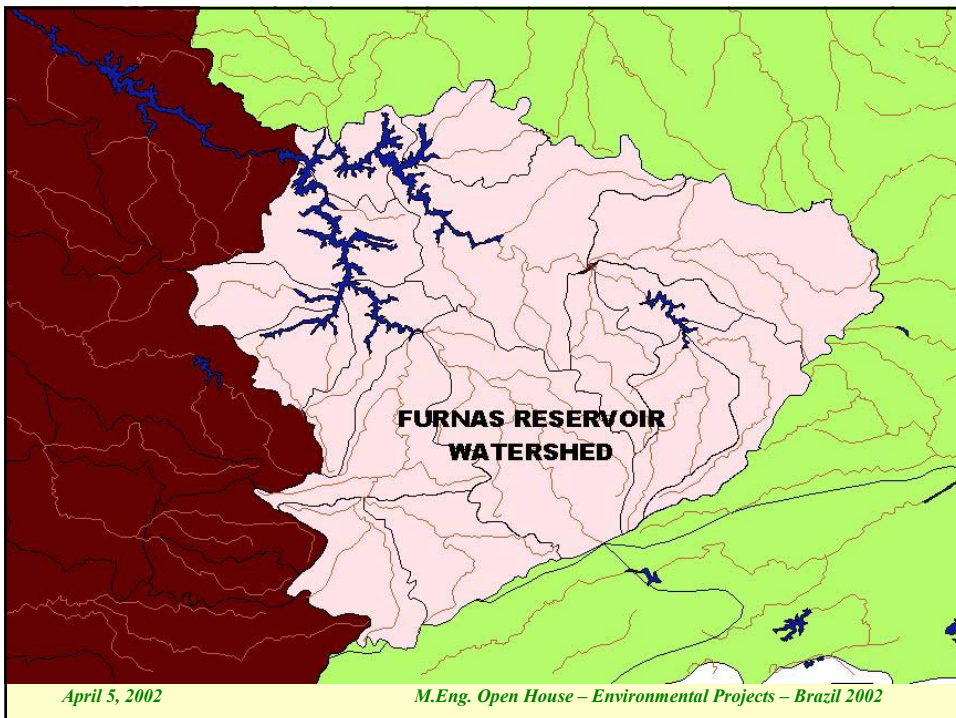 FURNAS RESERVOIR
WATERSHED
April 5, 2002 M.Eng. Open House – Environmental Projects – Brazil 2002